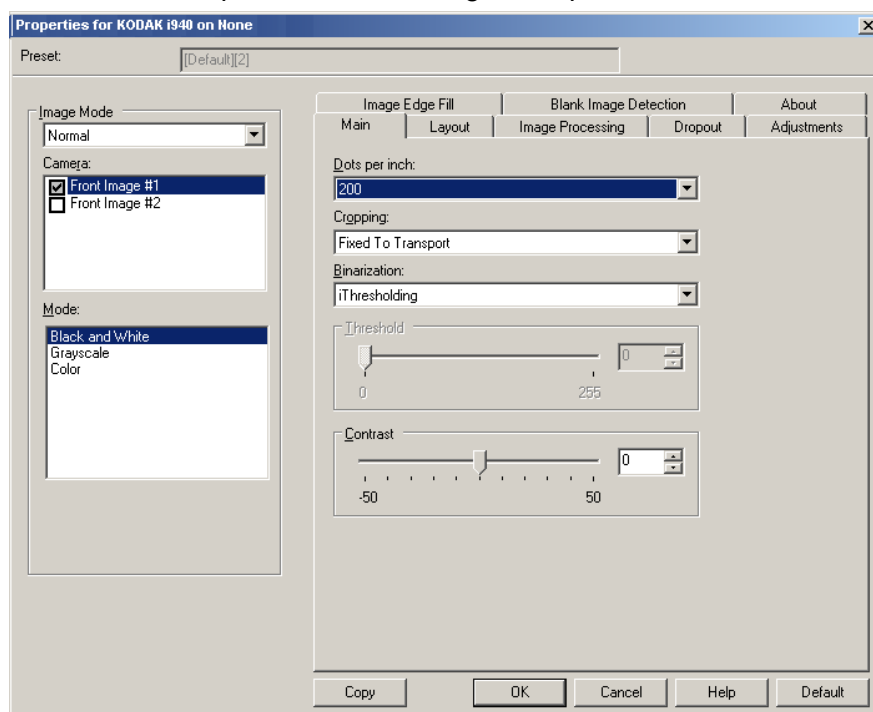 Properties for KODAK i940 on None
Preset:
[Default][2]
Image Mode
Normal
Camera:
Front Image #1
Front Image #2
Mode:
Black and White
Grayscale
Color
Image Edge Fill
Blank Image Detection
About
Main
Layout
Image Processing
Dropout
Adjustments
Dots per inch:
200
Cropping:
Fixed To Transport
Binarization:
iThresholding
Threshold
0
0
255
Contrast
0
-50
50
Copy
OK
Cancel
Help
Default